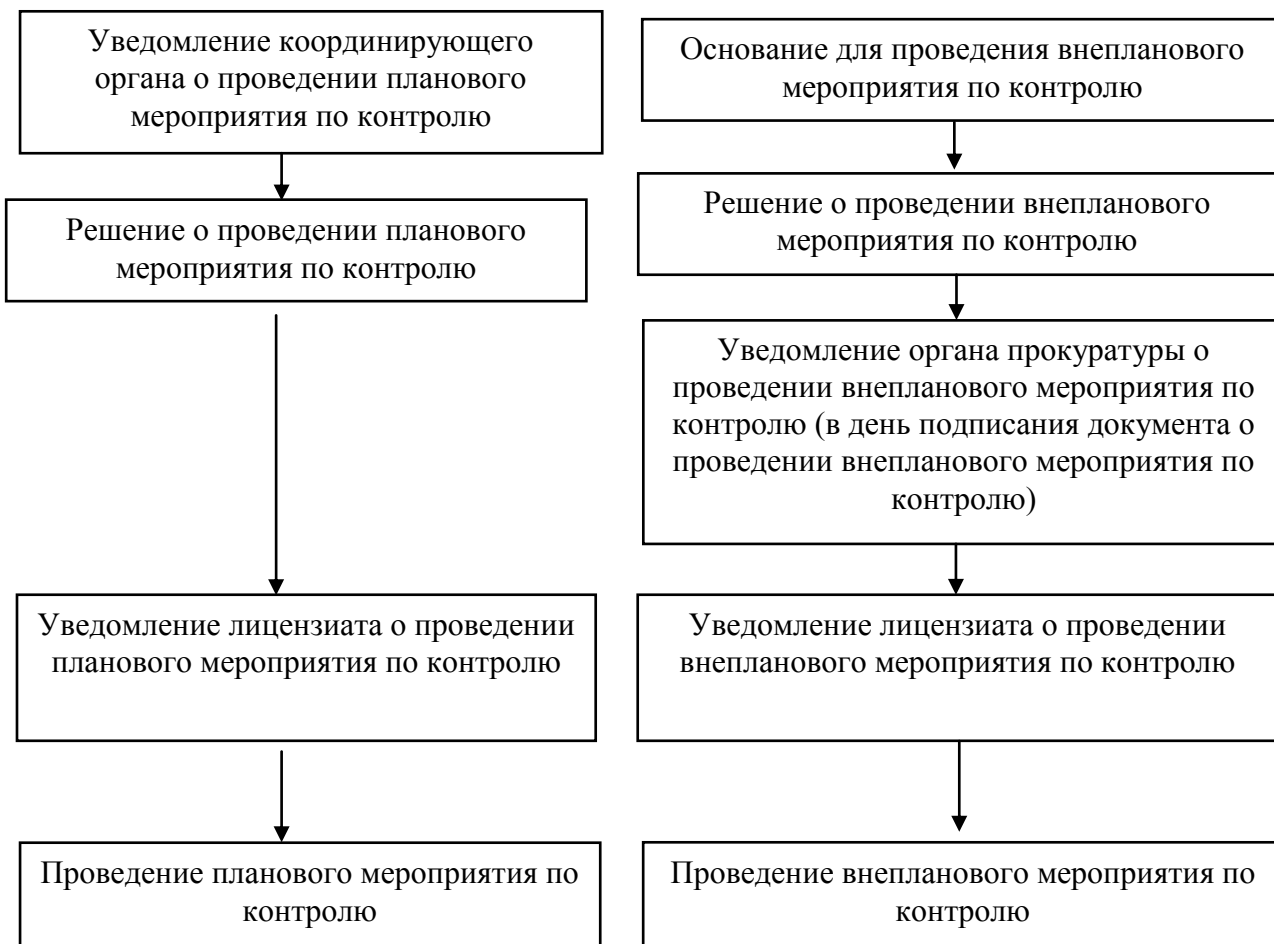 Уведомление координирующего
органа о проведении планового
мероприятия по контролю
Решение о проведении планового
мероприятия по контролю
Уведомление лицензиата о проведении
планового мероприятия по контролю
Проведение планового мероприятия по
контролю
Основание для проведения внепланового
мероприятия по контролю
Решение о проведении внепланового
мероприятия по контролю
Уведомление органа прокуратуры о
проведении внепланового мероприятия по
контролю (в день подписания документа о
проведении внепланового мероприятия по
контролю)
Уведомление лицензиата о проведении
внепланового мероприятия по контролю
Проведение внепланового мероприятия по
контролю